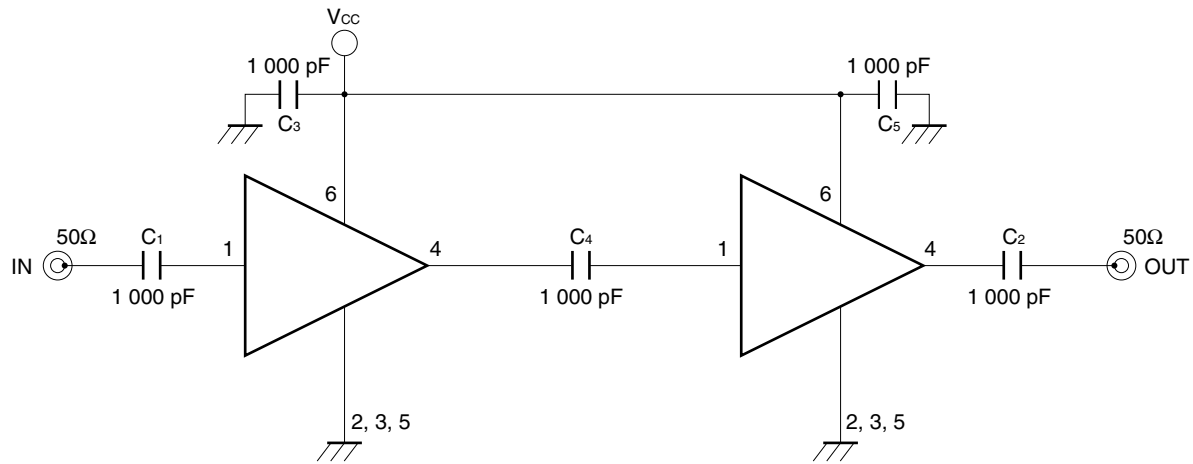 VCC
1 000 pF
1 000 pF
C3
C5
6
6
50Ω
C1
1
4
C4
1
4
C2
50Ω
IN
OUT
1 000 pF
1 000 pF
1 000 pF
2, 3, 5
2, 3, 5